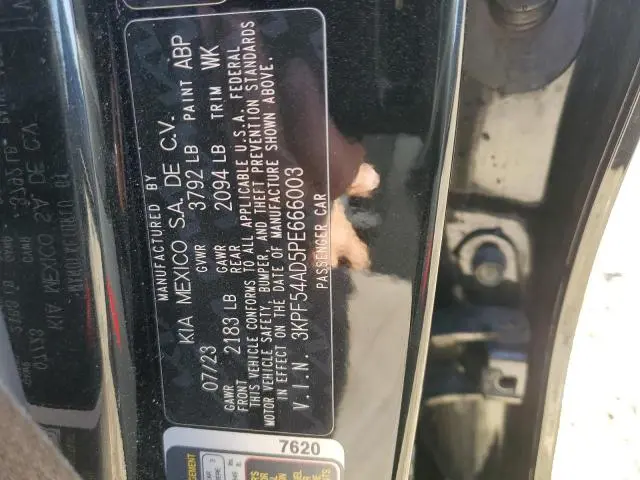 MANUFACTURED BY
KIA MEXICO S.A. DE C.V.
07/23 GVWR 3792 LB PAINT ABP
GAWR FRONT 2183 LB GAWR REAR 2094 LB TRIM WK
THIS VEHICLE CONFORMS TO ALL APPLICABLE U.S.A. FEDERAL
MOTOR VEHICLE SAFETY, BUMPER, AND THEFT PREVENTION STANDARDS
IN EFFECT ON THE DATE OF MANUFACTURE SHOWN ABOVE.
V.I.N. 3KPF54AD5PE666003
PASSENGER CAR
7620